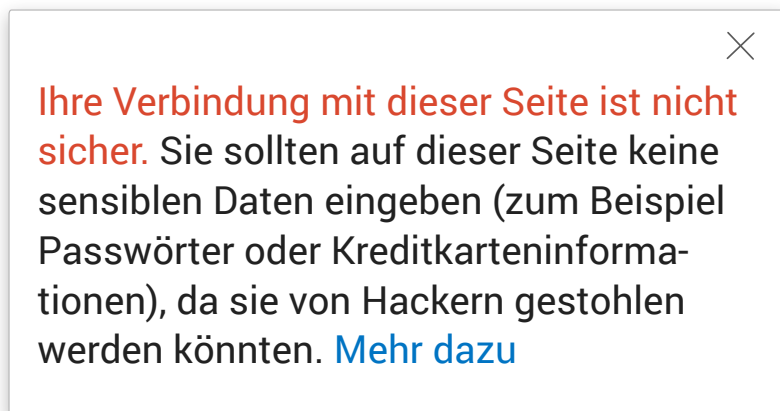 Ihre Verbindung mit dieser Seite ist nicht
sicher. Sie sollten auf dieser Seite keine
sensiblen Daten eingeben (zum Beispiel
Passwörter oder Kreditkarteninforma-
tionen), da sie von Hackern gestohlen
werden könnten. Mehr dazu